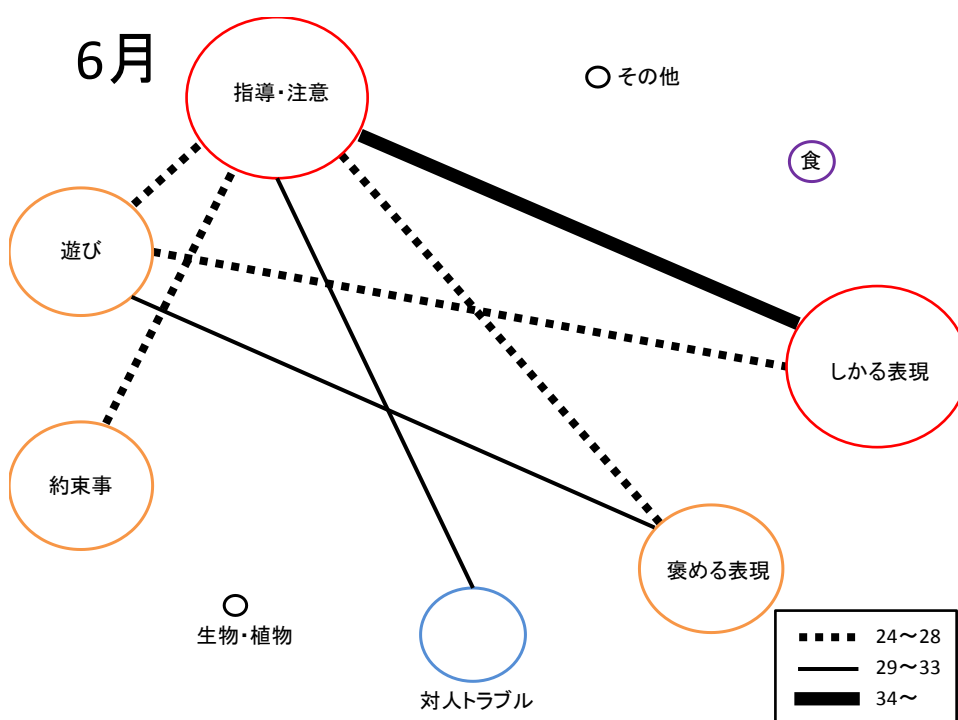 6月
指導・注意
その他
食
遊び
しかる表現
約束事
褒める表現
生物・植物
対人トラブル
24～28
29～33
34～